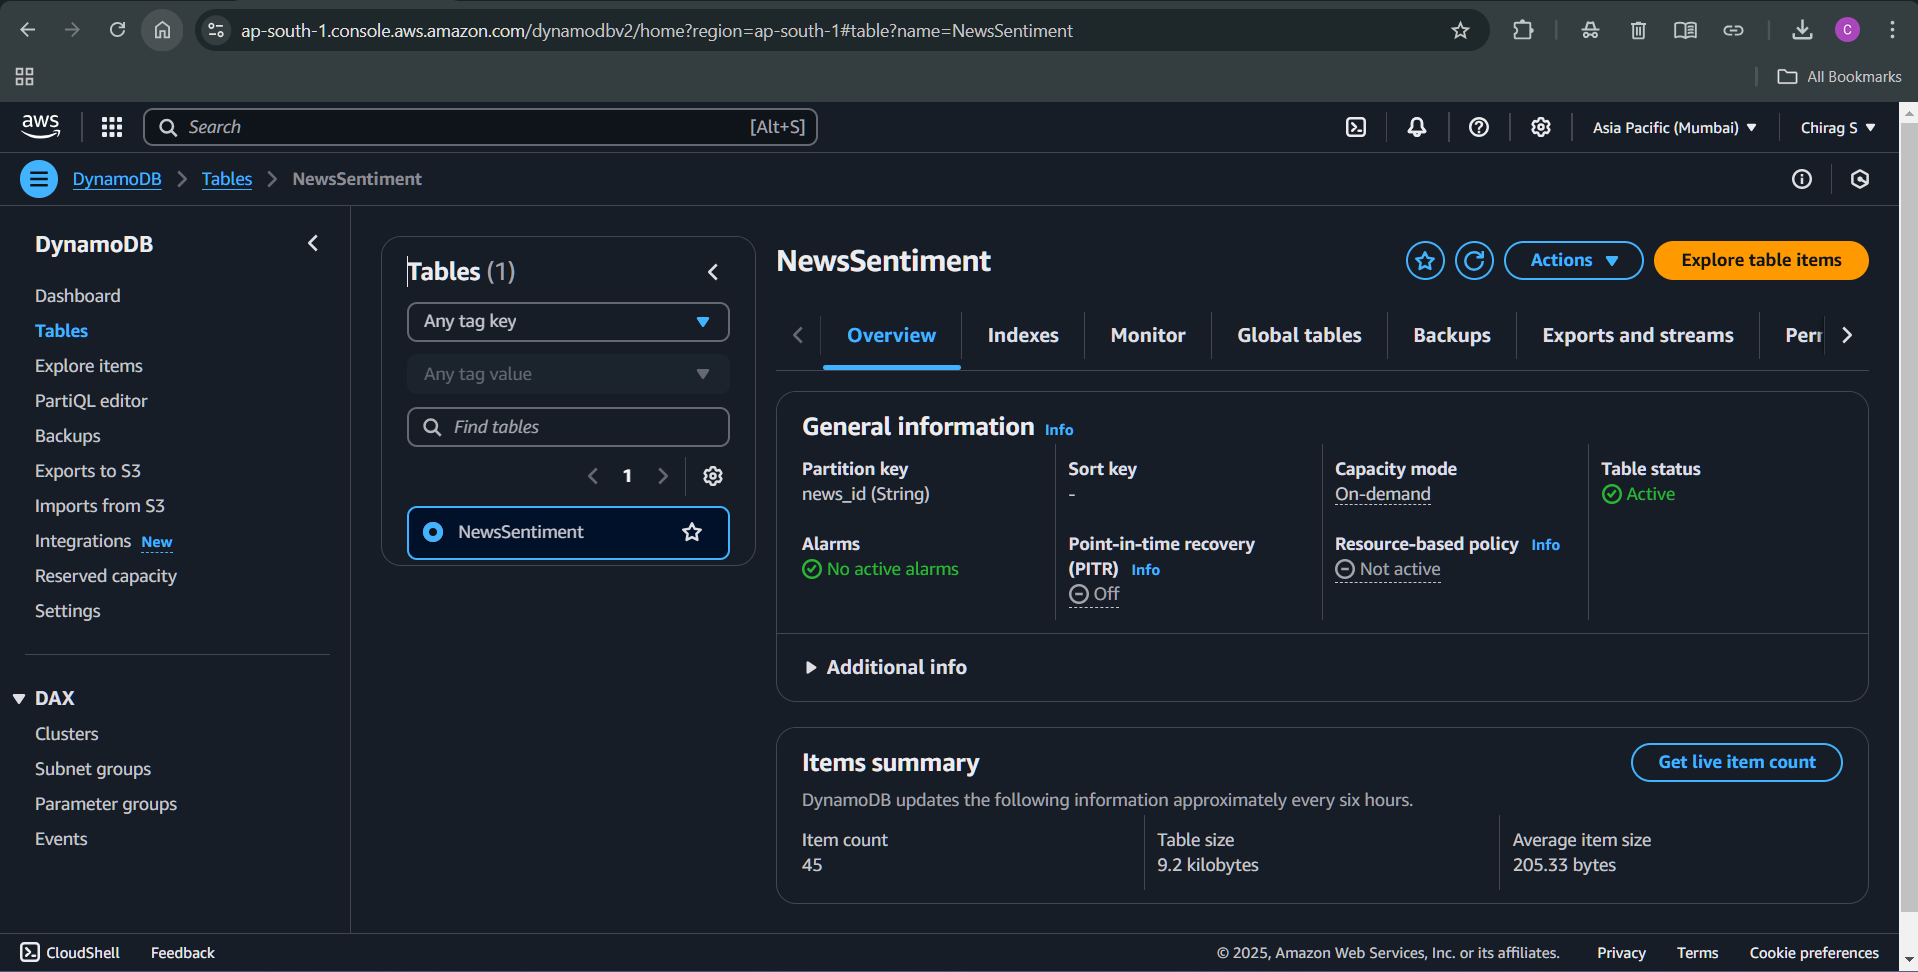 ap-south-1.console.aws.amazon.com/dynamodbv2/home?region=ap-south-1#table?name=NewsSentiment
C
All Bookmarks
aws
Search
[Alt+S]
Asia Pacific (Mumbai)
Chirag S
DynamoDB
Tables
NewsSentiment
DynamoDB
Dashboard
Tables
Explore items
PartiQL editor
Backups
Exports to S3
Imports from S3
Integrations New
Reserved capacity
Settings
DAX
Clusters
Subnet groups
Parameter groups
Events
Tables (1)
Any tag key
Any tag value
Find tables
1
NewsSentiment
NewsSentiment
Actions
Explore table items
Overview
Indexes
Monitor
Global tables
Backups
Exports and streams
Perr
General information Info
Partition key
news_id (String)
Sort key
-
Capacity mode
On-demand
Table status
Active
Alarms
No active alarms
Point-in-time recovery
(PITR) Info
Off
Resource-based policy Info
Not active
Additional info
Items summary
Get live item count
DynamoDB updates the following information approximately every six hours.
Item count
45
Table size
9.2 kilobytes
Average item size
205.33 bytes
CloudShell
Feedback
© 2025, Amazon Web Services, Inc. or its affiliates.
Privacy
Terms
Cookie preferences